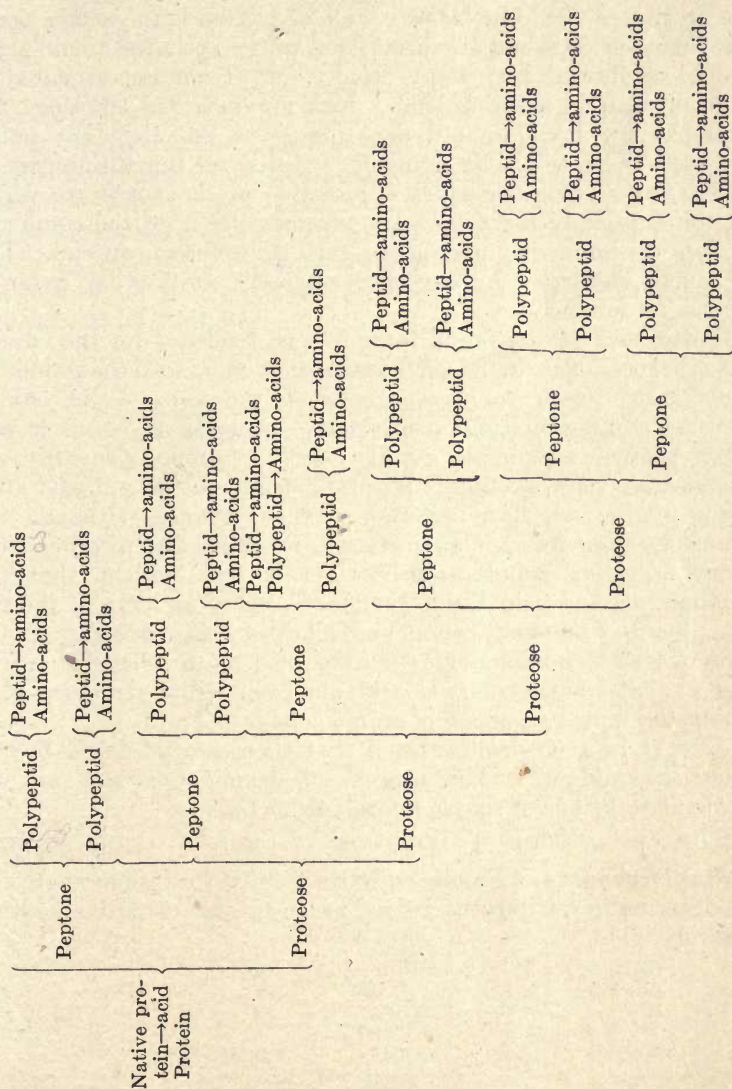 Native pro-
tein→acid
Protein
Peptone
Polypeptid
Peptid→amino-acids
Amino-acids
Polypeptid
Peptid→amino-acids
Amino-acids
Proteose
Peptone
Polypeptid
Peptid→amino-acids
Amino-acids
Polypeptid
Peptid→amino-acids
Amino-acids
Proteose
Peptone
Peptid→amino-acids
Polypeptid→Amino-acids
Polypeptid
Peptid→amino-acids
Amino-acids
Proteose
Peptone
Polypeptid
Peptid→amino-acids
Amino-acids
Polypeptid
Peptid→amino-acids
Amino-acids
Proteose
Peptone
Polypeptid
Peptid→amino-acids
Amino-acids
Polypeptid
Peptid→amino-acids
Amino-acids
Peptone
Polypeptid
Peptid→amino-acids
Amino-acids
Polypeptid
Peptid→amino-acids
Amino-acids